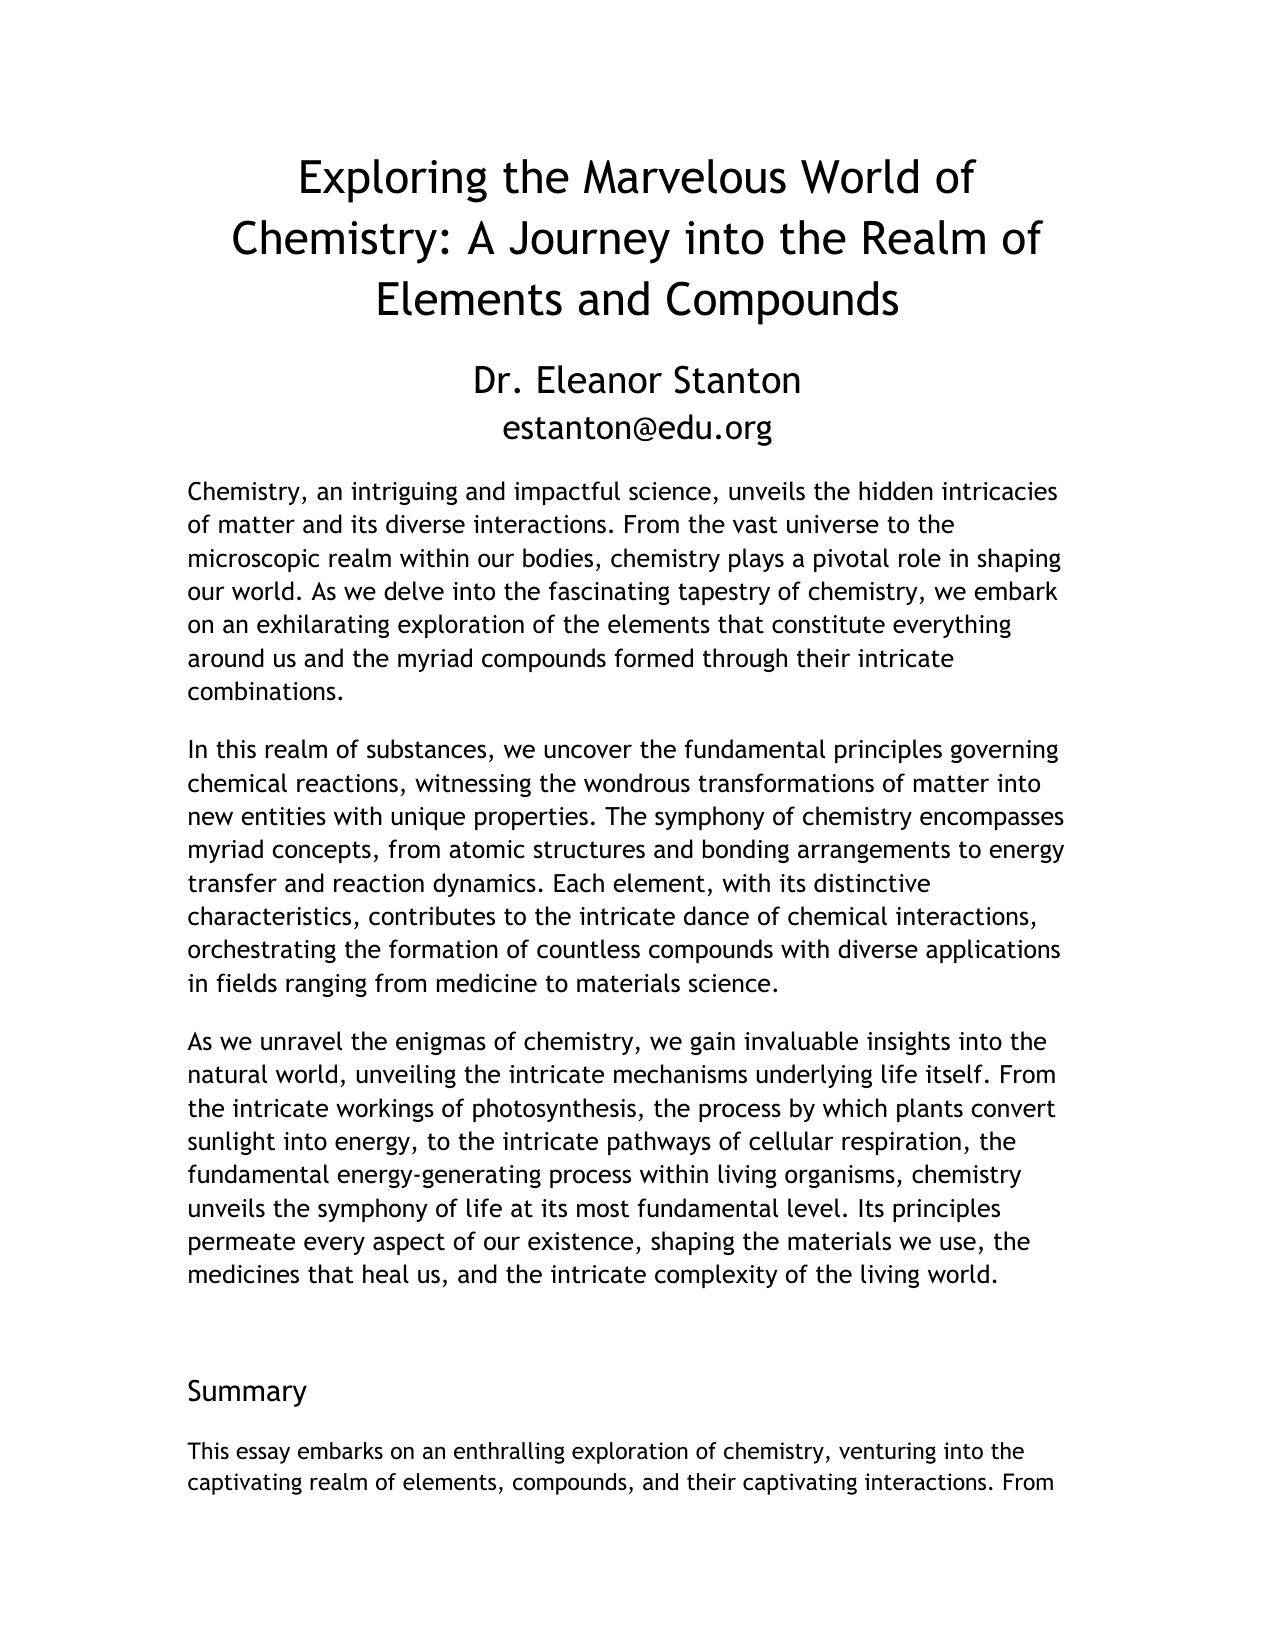 Exploring the Marvelous World of
Chemistry: A Journey into the Realm of
Elements and Compounds
Dr. Eleanor Stanton
estanton@edu.org
Chemistry, an intriguing and impactful science, unveils the hidden intricacies
of matter and its diverse interactions. From the vast universe to the
microscopic realm within our bodies, chemistry plays a pivotal role in shaping
our world. As we delve into the fascinating tapestry of chemistry, we embark
on an exhilarating exploration of the elements that constitute everything
around us and the myriad compounds formed through their intricate
combinations.
In this realm of substances, we uncover the fundamental principles governing
chemical reactions, witnessing the wondrous transformations of matter into
new entities with unique properties. The symphony of chemistry encompasses
myriad concepts, from atomic structures and bonding arrangements to energy
transfer and reaction dynamics. Each element, with its distinctive
characteristics, contributes to the intricate dance of chemical interactions,
orchestrating the formation of countless compounds with diverse applications
in fields ranging from medicine to materials science.
As we unravel the enigmas of chemistry, we gain invaluable insights into the
natural world, unveiling the intricate mechanisms underlying life itself. From
the intricate workings of photosynthesis, the process by which plants convert
sunlight into energy, to the intricate pathways of cellular respiration, the
fundamental energy-generating process within living organisms, chemistry
unveils the symphony of life at its most fundamental level. Its principles
permeate every aspect of our existence, shaping the materials we use, the
medicines that heal us, and the intricate complexity of the living world.
Summary
This essay embarks on an enthralling exploration of chemistry, venturing into the
captivating realm of elements, compounds, and their captivating interactions. From